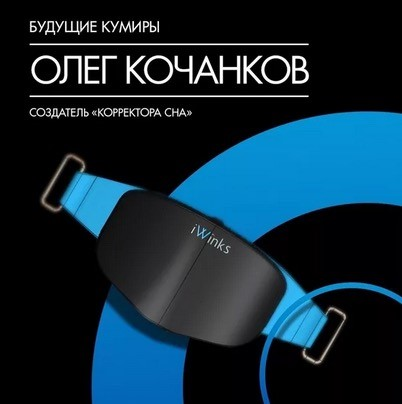 БУДУЩИЕ КУМИРЫ
ОЛЕГ КОЧАНКОВ
СОЗДАТЕЛЬ «КОРРЕКТОРА СНА»
iWinks